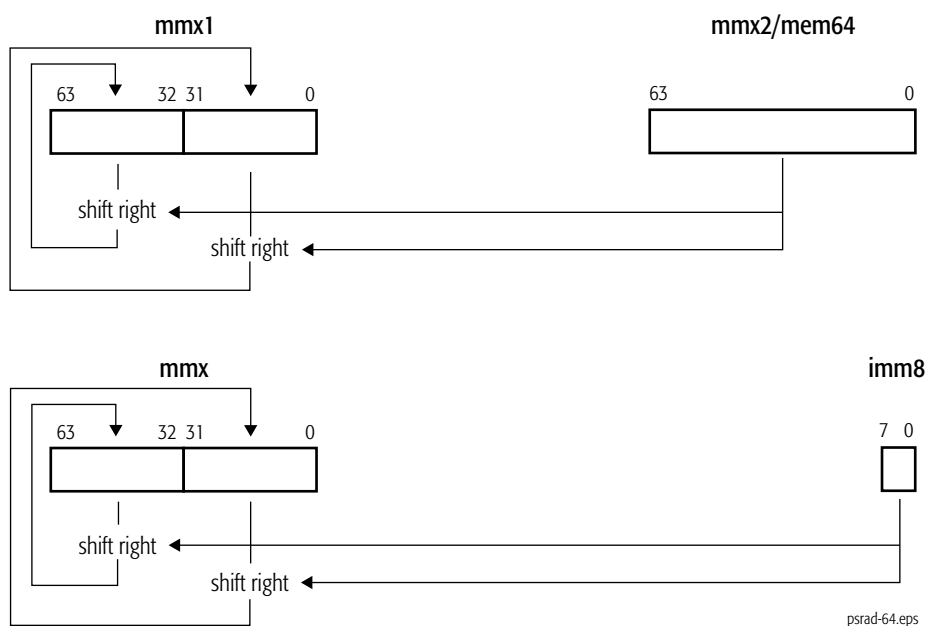 mmx1 mmx2/mem64
63 32 31 0 63 0
shift right
shift right
mmx imm8
63 32 31 0 7 0
shift right
shift right
psrad-64.eps